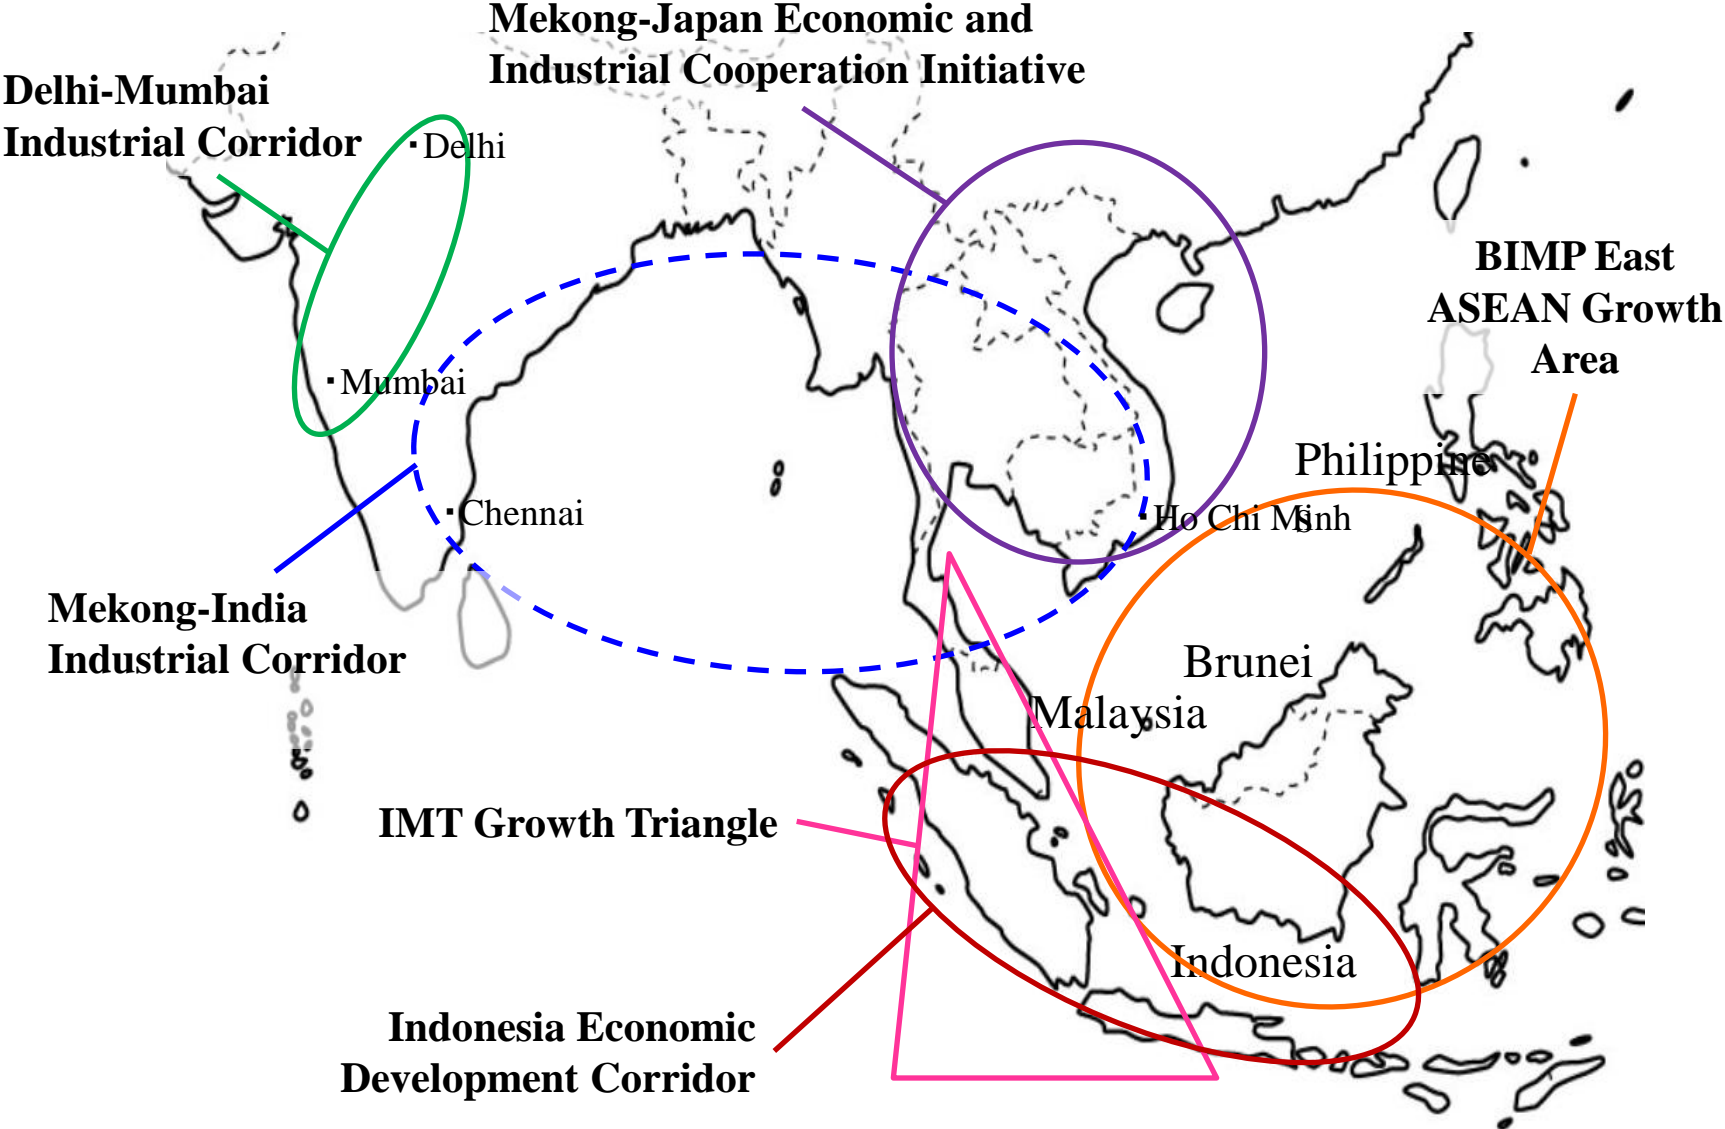 Mekong-Japan Economic and
Industrial Cooperation Initiative
Delhi-Mumbai
Industrial Corridor
Delhi
BIMP East
ASEAN Growth
Area
Mumbai
Philippine
s
Chennai
Ho Chi Minh
Mekong-India
Industrial Corridor
Brunei
Malaysia
IMT Growth Triangle
Indonesia
Indonesia Economic
Development Corridor